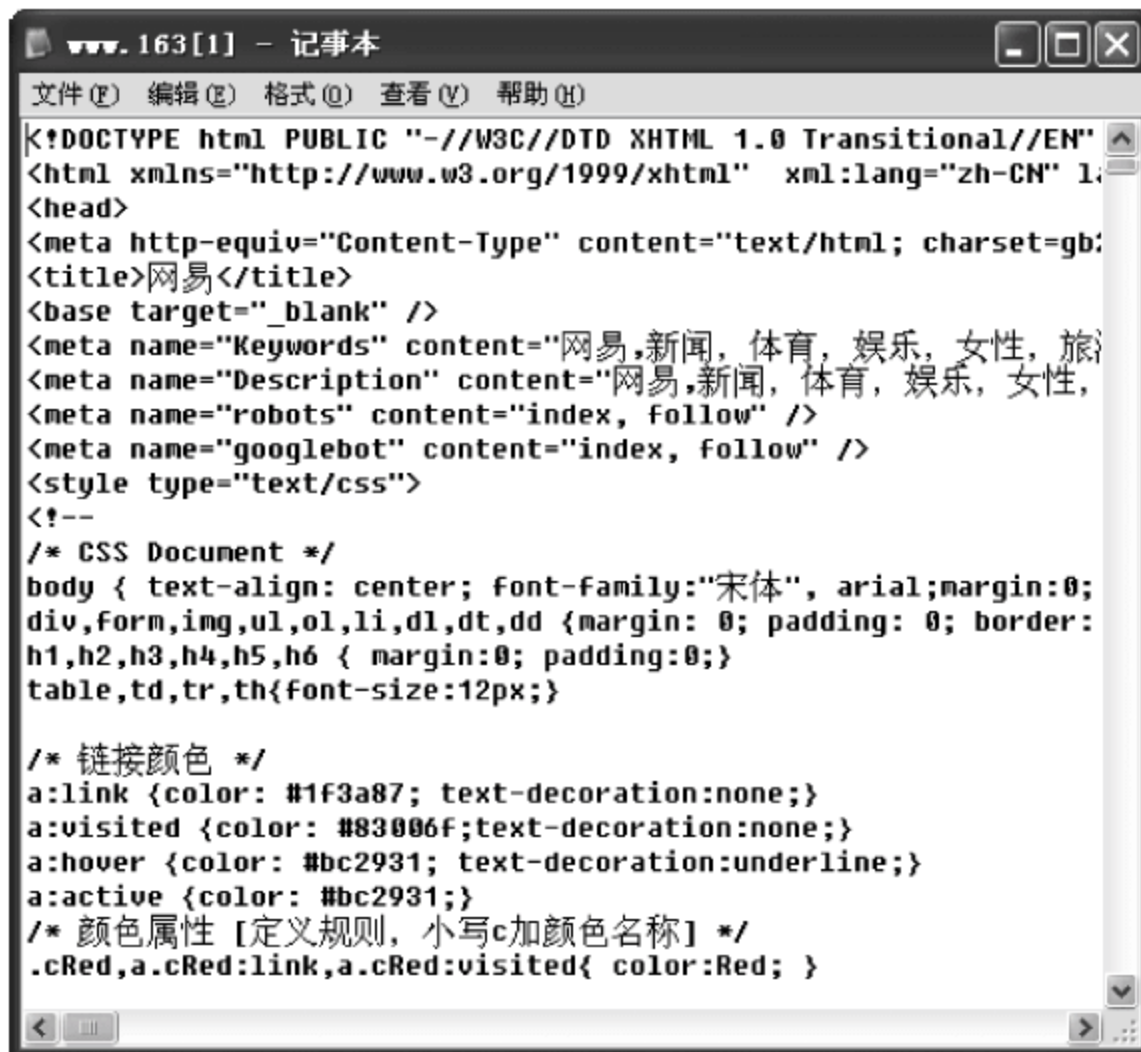 www.163[1] - 记事本
文件(F) 编辑(E) 格式(O) 查看(V) 帮助(H)
<!DOCTYPE html PUBLIC "-//W3C//DTD XHTML 1.0 Transitional//EN"
<html xmlns="http://www.w3.org/1999/xhtml"  xml:lang="zh-CN"
<head>
<meta http-equiv="Content-Type" content="text/html; charset=gb
<title>网易</title>
<base target="_blank" />
<meta name="Keywords" content="网易,新闻, 体育, 娱乐, 女性,
<meta name="Description" content="网易,新闻, 体育, 娱乐, 女性,
<meta name="robots" content="index, follow" />
<meta name="googlebot" content="index, follow" />
<style type="text/css">
<!--
/* CSS Document */
body { text-align: center; font-family:"宋体", arial;margin:0;
div,form,img,ul,ol,li,dl,dt,dd {margin: 0; padding: 0; border:
h1,h2,h3,h4,h5,h6 { margin:0; padding:0;}
table,td,tr,th{font-size:12px;}
/* 链接颜色 */
a:link {color: #1f3a87; text-decoration:none;}
a:visited {color: #83006f;text-decoration:none;}
a:hover {color: #bc2931; text-decoration:underline;}
a:active {color: #bc2931;}
/* 颜色属性 [定义规则, 小写c加颜色名称] */
.cRed,a.cRed:link,a.cRed:visited{ color:Red; }